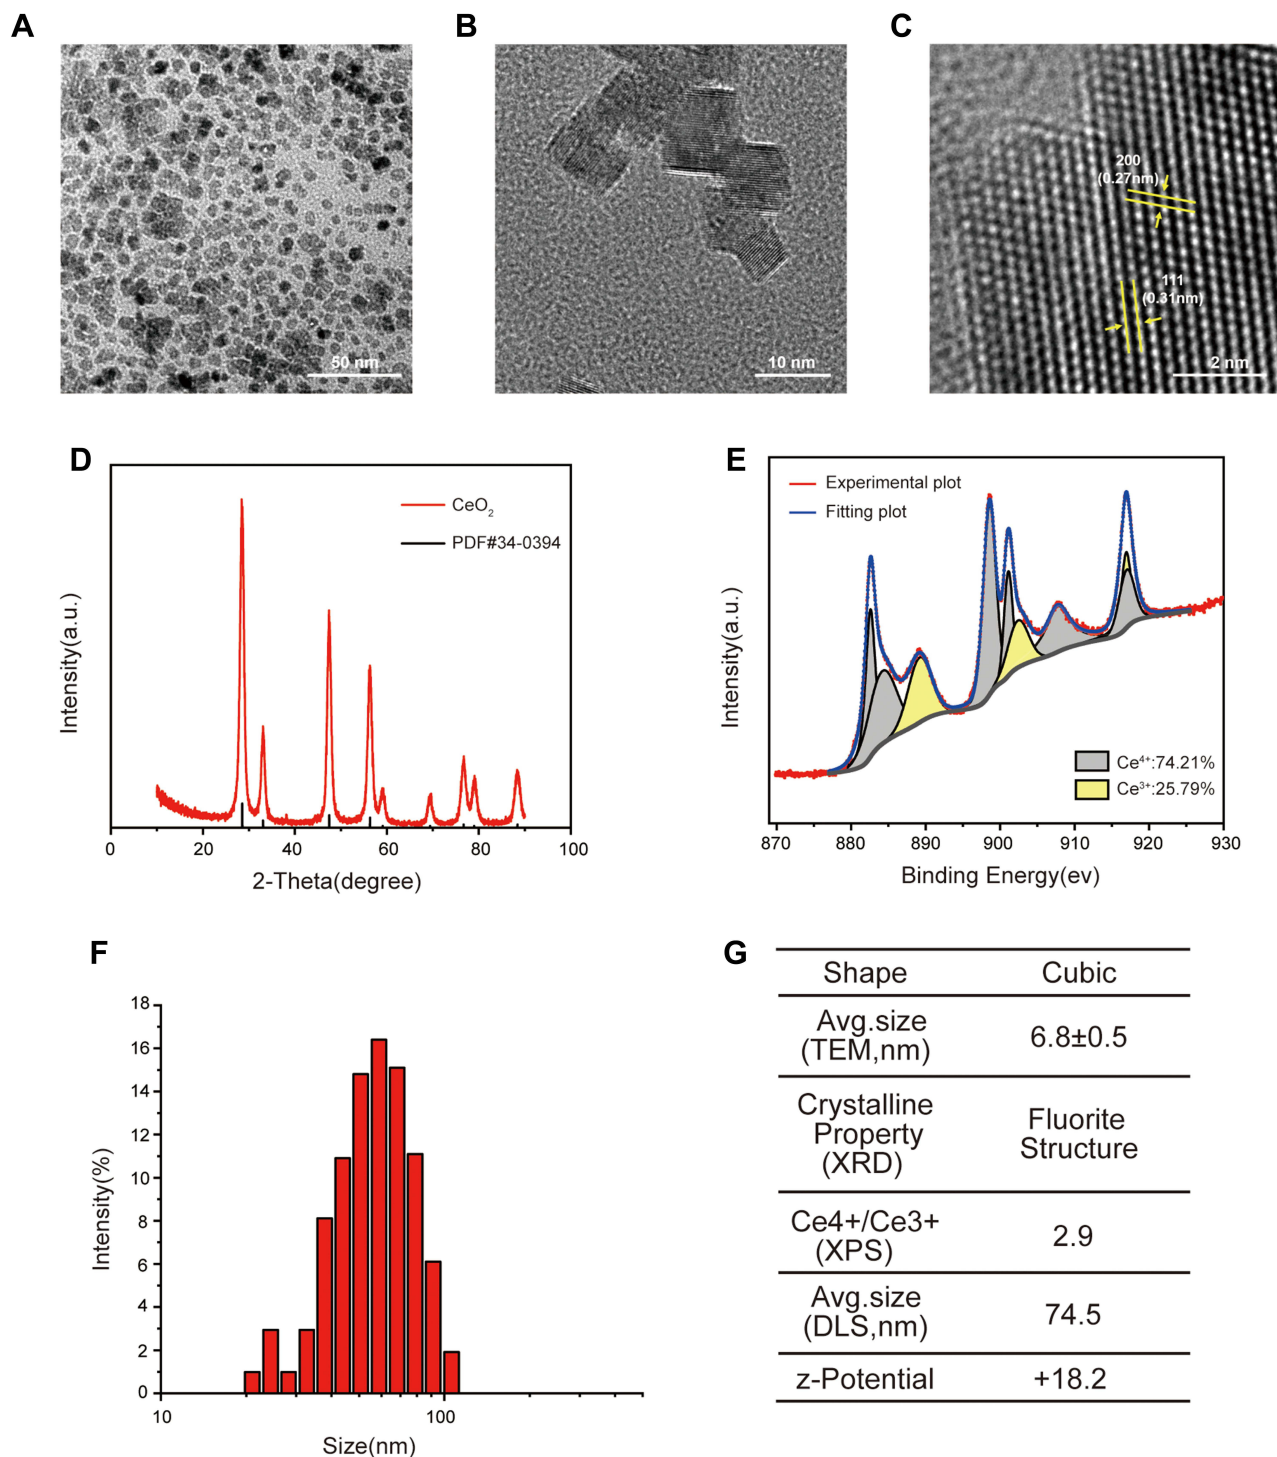 A
B
C
50 nm
10 nm
200
(0.27nm)
111
(0.31nm)
2 nm
D
CeO2
PDF#34-0394
Intensity(a.u.)
0 20 40 60 80 100
2-Theta(degree)
E
Experimental plot
Fitting plot
Intensity(a.u.)
Ce4+:74.21%
Ce3+:25.79%
870 880 890 900 910 920 930
Binding Energy(ev)
F
18
16
14
12
10
8
6
4
2
0
Intensity(%)
10 100
Size(nm)
G
Shape Cubic
Avg.size
(TEM,nm)
6.8±0.5
Crystalline
Property
(XRD)
Fluorite
Structure
Ce4+/Ce3+
(XPS)
2.9
Avg.size
(DLS,nm)
74.5
z-Potential +18.2